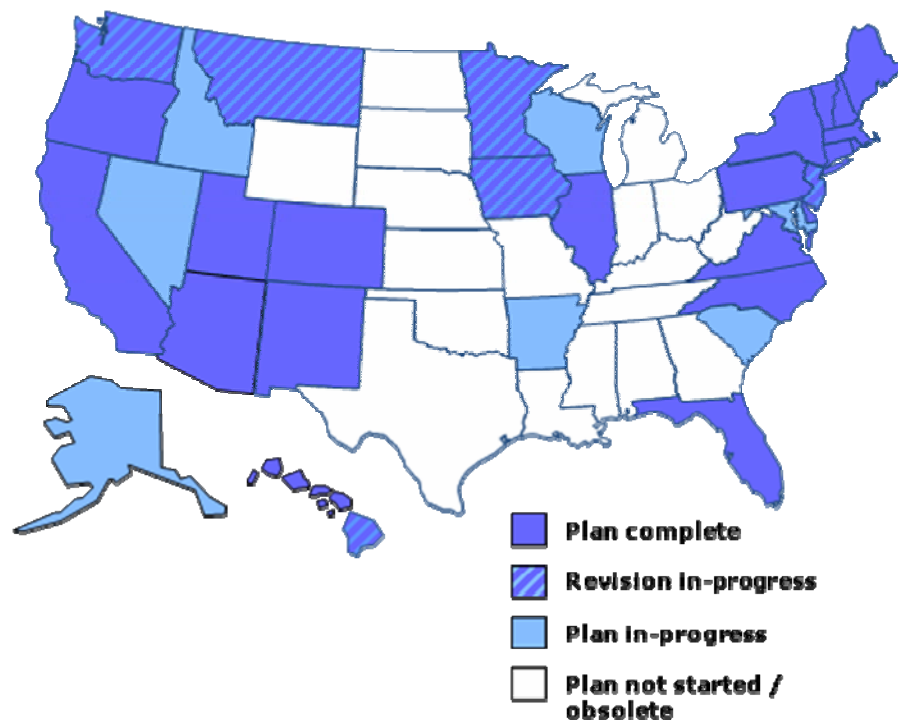 Plan complete
Revision in-progress
Plan in-progress
Plan not started /
obsolete